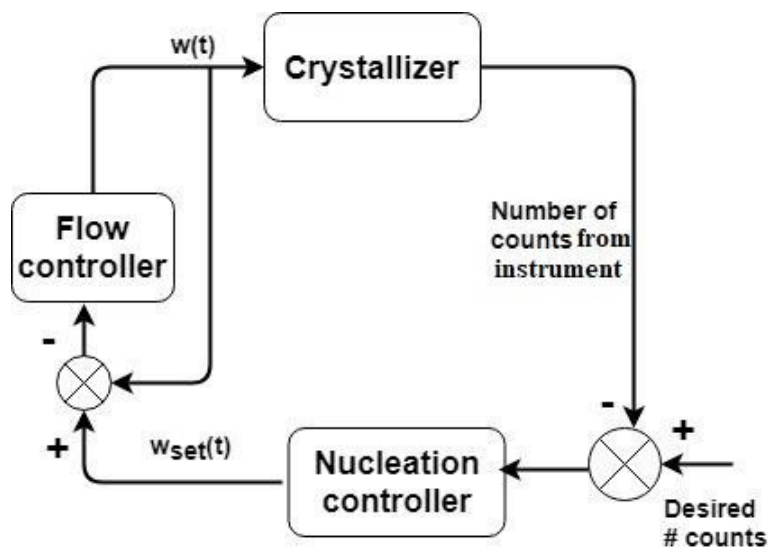 w(t)
Crystallizer
Flow
controller
Number of
counts from
instrument
-
+
wset(t)
Nucleation
controller
-
+
Desired
# counts